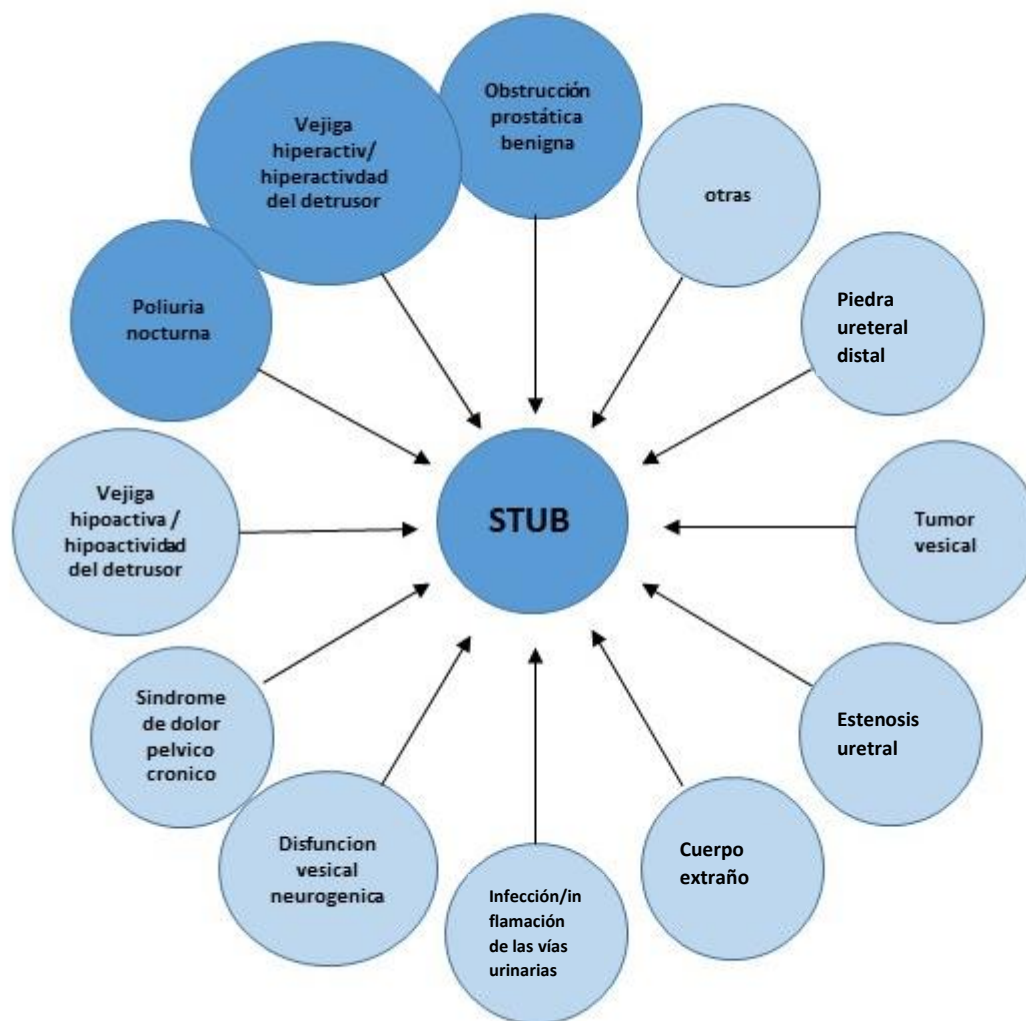 Obstrucción
prostática
benigna
Vejiga
hiperactiv/
hiperactivdad
del detrusor
otras
Poliuria
nocturna
Piedra
ureteral
distal
Vejiga
hipoactiva /
hipoactividad
del detrusor
STUB
Tumor
vesical
Sindrome
de dolor
pelvico
cronico
Estenosis
uretral
Disfuncion
vesical
neurogenica
Cuerpo
extraño
Infección/in
flamación
de las vías
urinarias